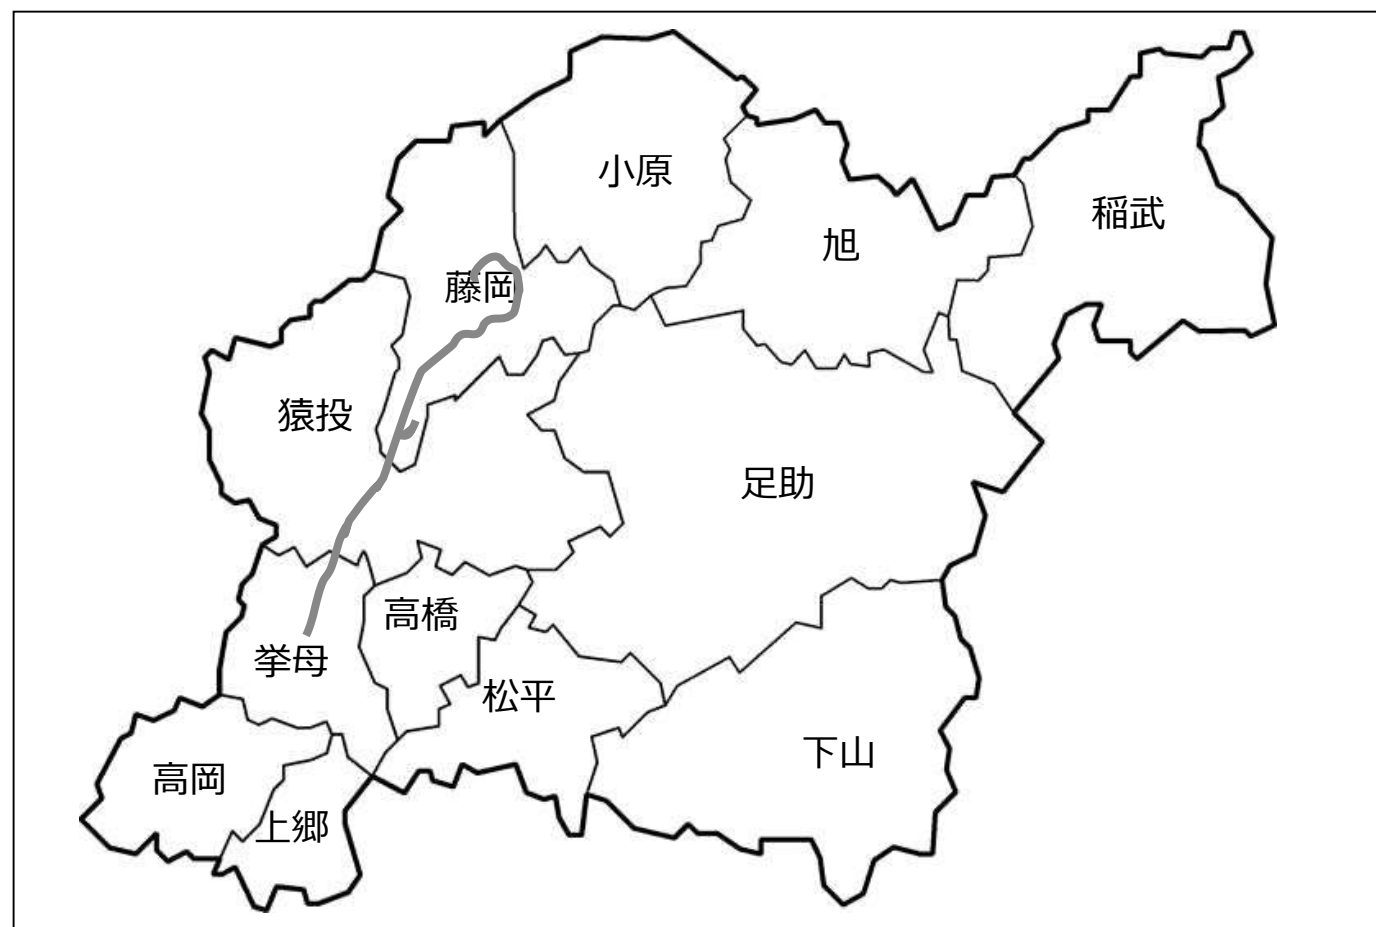 小原
稲武
旭
藤岡
猿投
足助
高橋
挙母
松平
下山
高岡
上郷